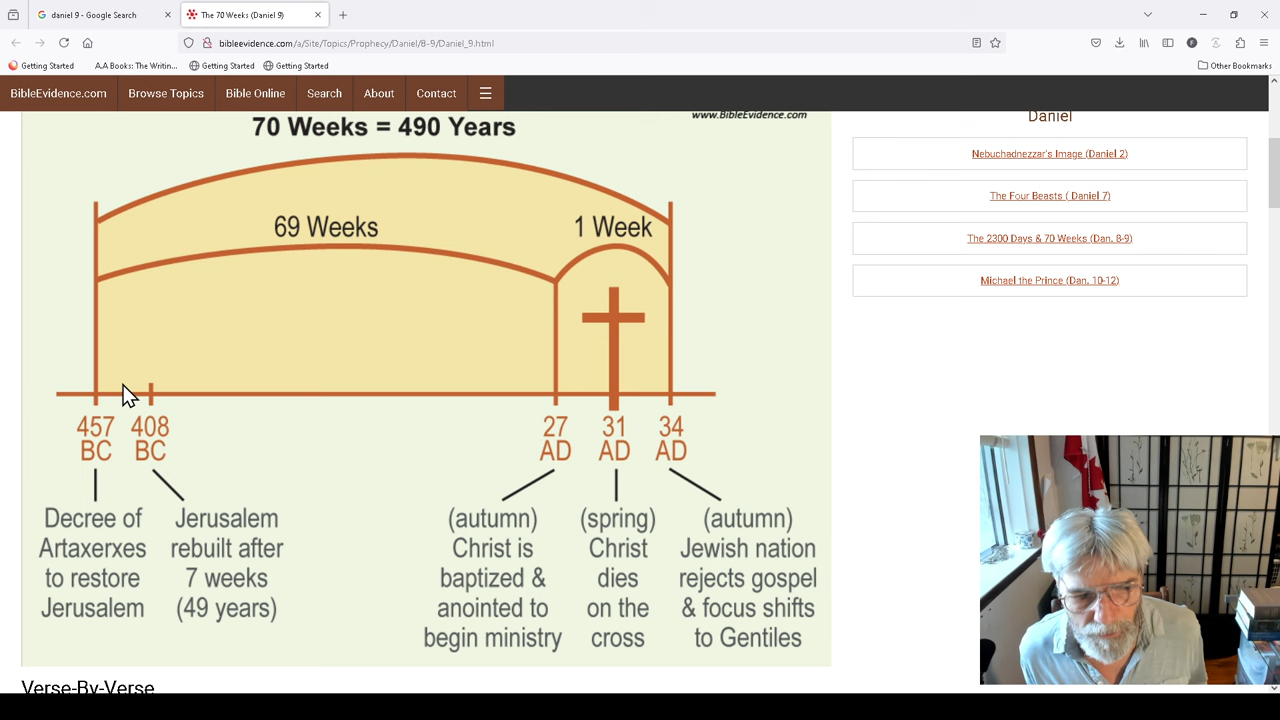 daniel 9 - Google Search
The 70 Weeks (Daniel 9)
bibleevidence.com/a/Site/Topics/Prophecy/Daniel/8-9/Daniel_9.html
Getting Started
A.A Books: The Writin...
Getting Started
Getting Started
Other Bookmarks
BibleEvidence.com
Browse Topics
Bible Online
Search
About
Contact
www.BibleEvidence.com
70 Weeks = 490 Years
69 Weeks
1 Week
457
BC
408
BC
27
AD
31
AD
34
AD
Decree of
Artaxerxes
to restore
Jerusalem
Jerusalem
rebuilt after
7 weeks
(49 years)
(autumn)
Christ is
baptized &
anointed to
begin ministry
(spring)
Christ
dies
on the
cross
(autumn)
Jewish nation
rejects gospel
& focus shifts
to Gentiles
Verse-By-Verse
Daniel
Nebuchadnezzar's Image (Daniel 2)
The Four Beasts ( Daniel 7)
The 2300 Days & 70 Weeks (Dan. 8-9)
Michael the Prince (Dan. 10-12)